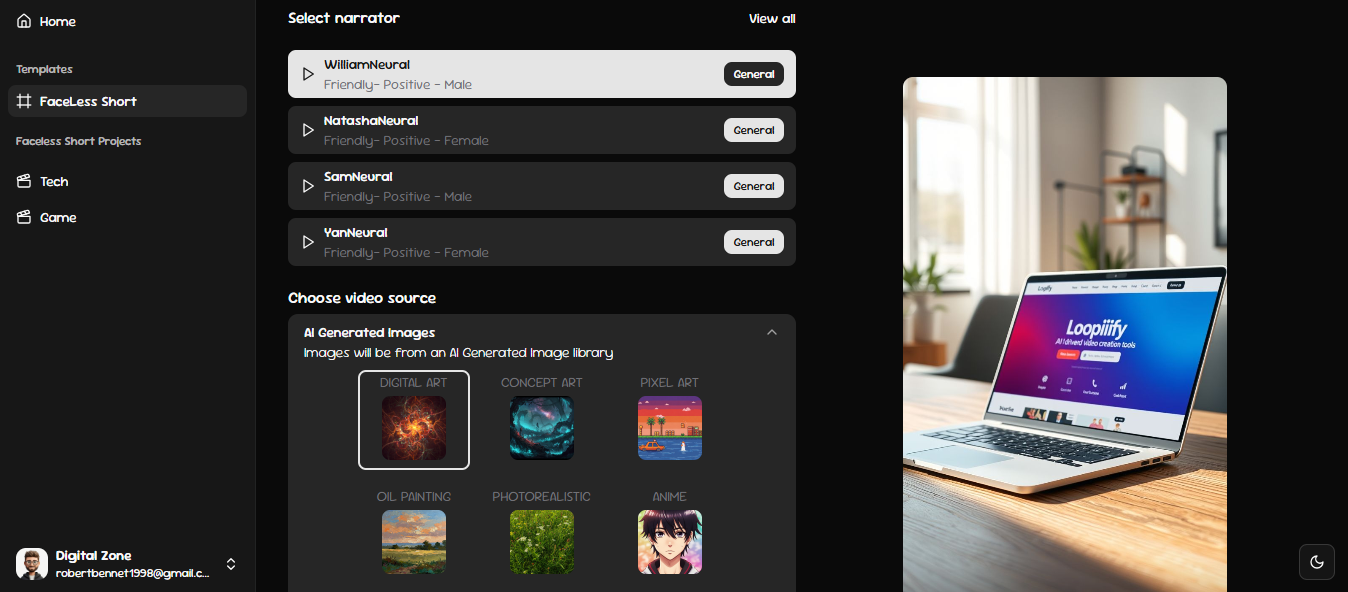 Home
Templates
FaceLess Short
Faceless Short Projects
Tech
Game
Digital Zone
robertbennet1998@gmail.c...
Select narrator
View all
WilliamNeural
Friendly- Positive - Male
General
NatashaNeural
Friendly- Positive - Female
General
SamNeural
Friendly- Positive - Male
General
YanNeural
Friendly- Positive - Female
General
Choose video source
AI Generated Images
Images will be from an AI Generated Image library
DIGITAL ART
CONCEPT ART
PIXEL ART
OIL PAINTING
PHOTOREALISTIC
ANIME
Loopiiify
AI l driverd video creation tools